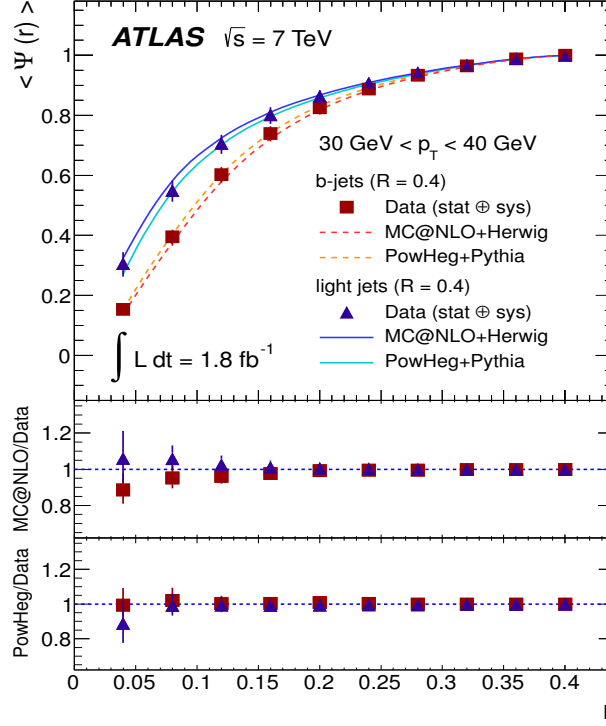 < Ψ (r) >
ATLAS √s = 7 TeV
30 GeV < p_T < 40 GeV
b-jets (R = 0.4)
Data (stat ⊕ sys)
MC@NLO+Herwig
PowHeg+Pythia
light jets (R = 0.4)
Data (stat ⊕ sys)
MC@NLO+Herwig
PowHeg+Pythia
∫ L dt = 1.8 fb⁻¹
1
0.8
0.6
0.4
0.2
0
MC@NLO/Data
1.2
1
0.8
PowHeg/Data
1.2
1
0.8
0 0.05 0.1 0.15 0.2 0.25 0.3 0.35 0.4